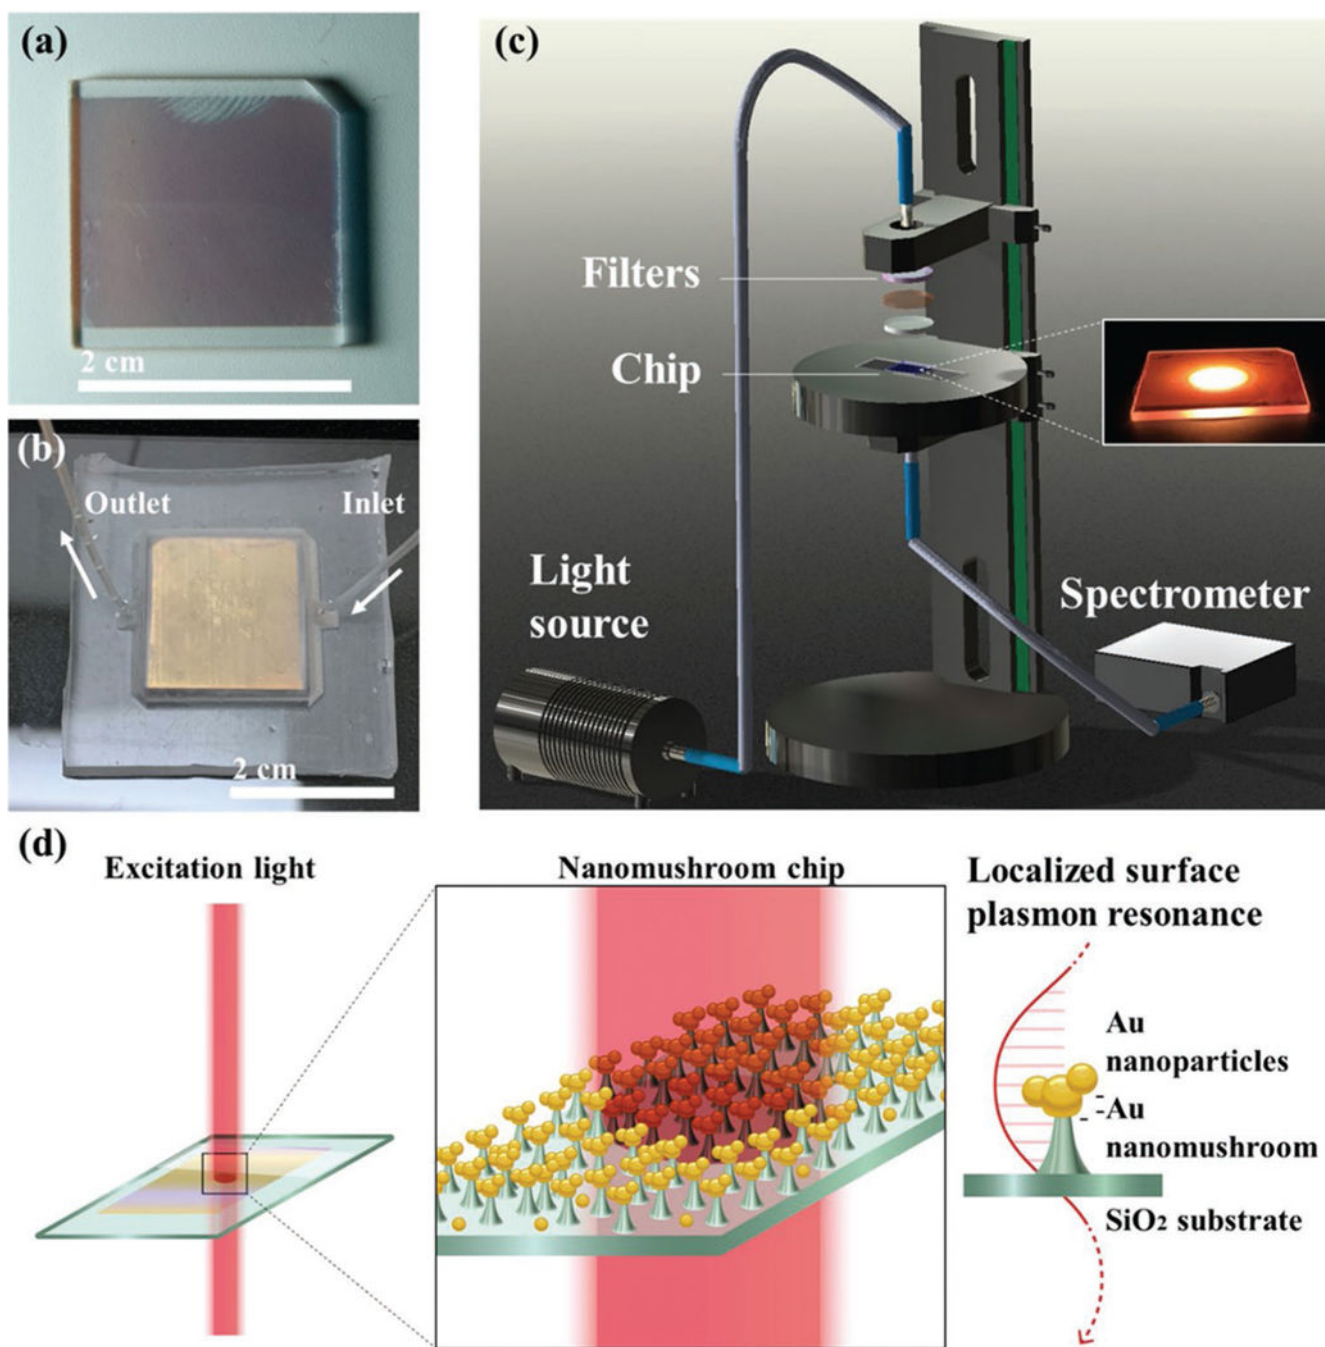 (a)
2 cm
(b)
Outlet
Inlet
2 cm
(c)
Filters
Chip
Light
source
Spectrometer
(d)
Excitation light
Nanomushroom chip
Localized surface
plasmon resonance
Au
nanoparticles
Au
nanomushroom
SiO₂ substrate